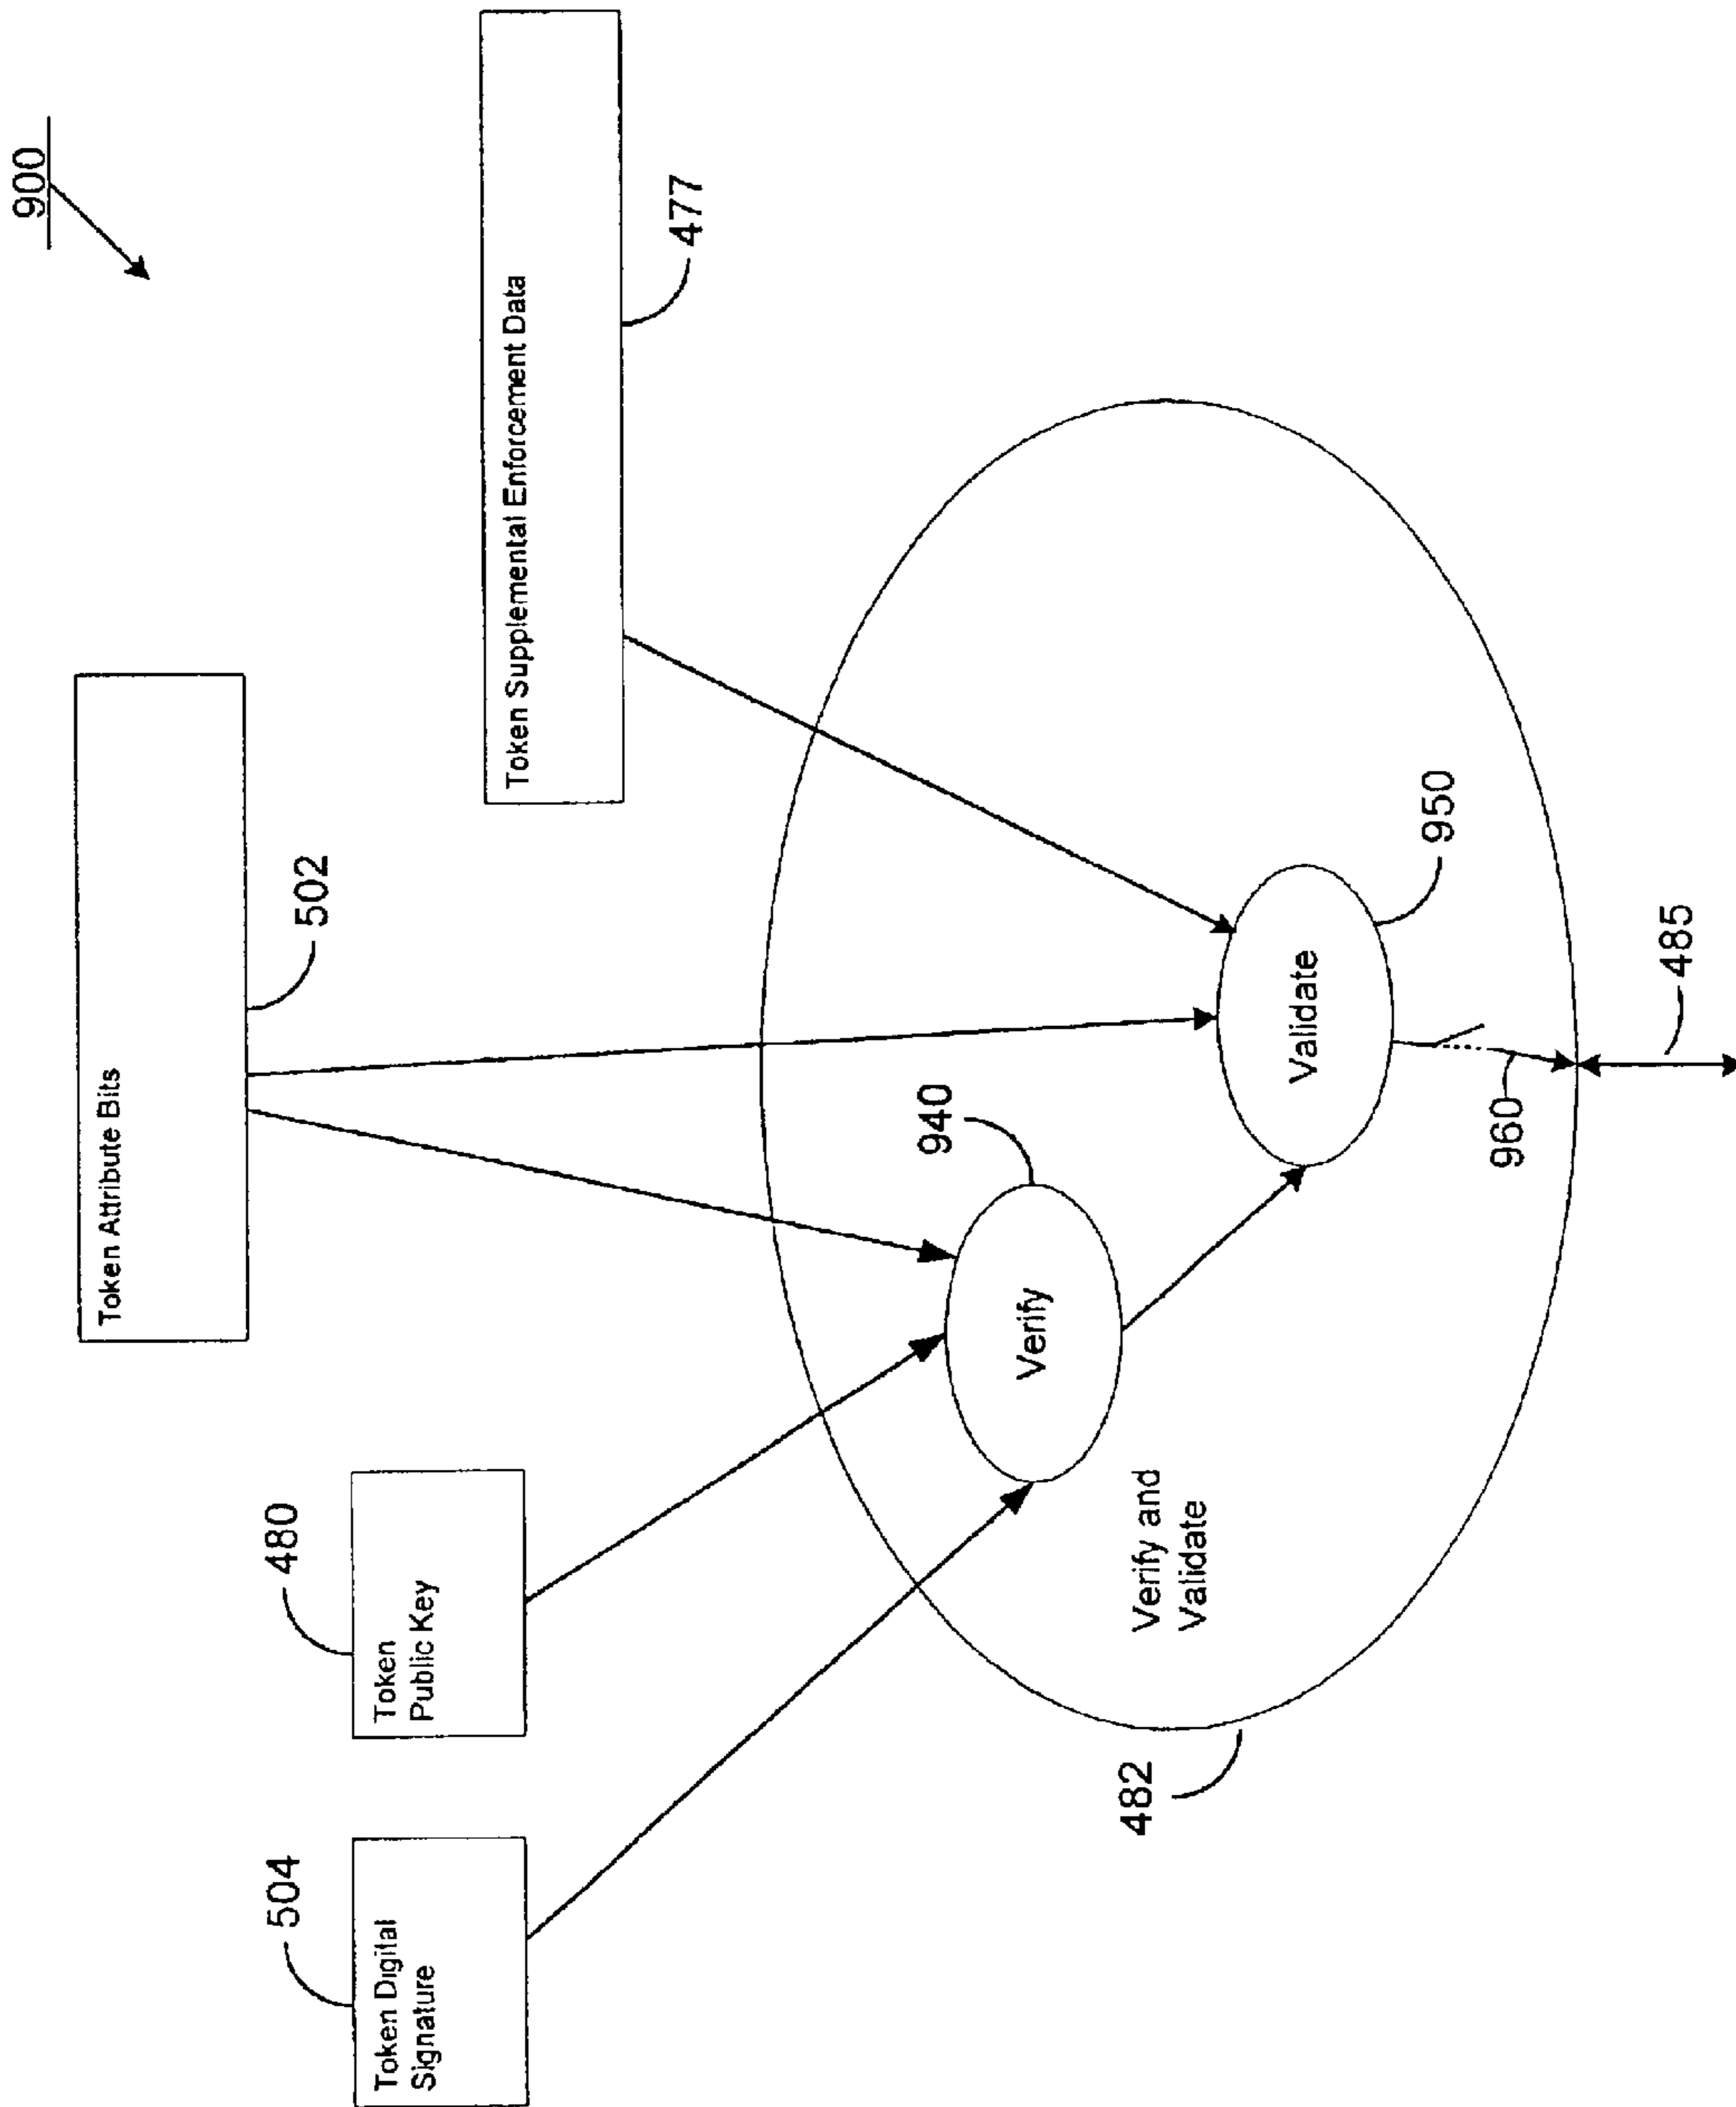 900
Token Attribute Bits
502
Token Supplemental Enforcement Data
477
504
Token Digital
Signature
480
Token
Public Key
940
Verify
Validate
950
Verify and
Validate
482
960
485